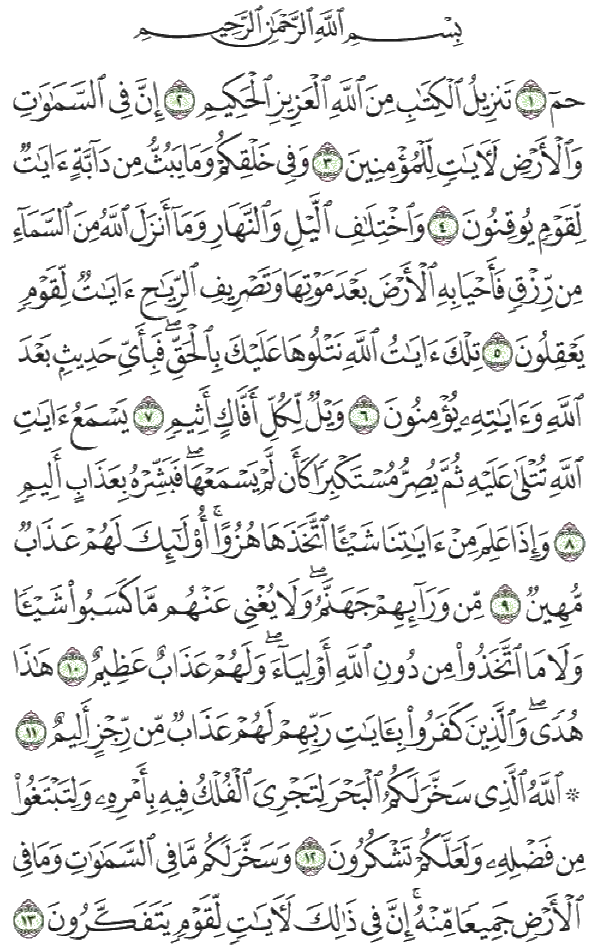 بِسْمِ ٱللَّهِ ٱلرَّحْمَٰنِ ٱلرَّحِيمِ
حمٓ ١ تَنزِيلُ ٱلْكِتَٰبِ مِنَ ٱللَّهِ ٱلْعَزِيزِ ٱلْحَكِيمِ ٢ إِنَّ فِى ٱلسَّمَٰوَٰتِ
وَٱلْأَرْضِ لَءَايَٰتٍ لِّلْمُؤْمِنِينَ ٣ وَفِى خَلْقِكُمْ وَمَا يَبُثُّ مِن دَآبَّةٍ ءَايَٰتٌ
لِّقَوْمٍ يُوقِنُونَ ٤ وَٱخْتِلَٰفِ ٱلَّيْلِ وَٱلنَّهَارِ وَمَآ أَنزَلَ ٱللَّهُ مِنَ ٱلسَّمَآءِ
مِن رِّزْقٍ فَأَحْيَا بِهِ ٱلْأَرْضَ بَعْدَ مَوْتِهَا وَتَصْرِيفِ ٱلرِّيَٰحِ ءَايَٰتٌ لِّقَوْمٍ
يَعْقِلُونَ ٥ تِلْكَ ءَايَٰتُ ٱللَّهِ نَتْلُوهَا عَلَيْكَ بِٱلْحَقِّ ۖ فَبِأَىِّ حَدِيثٍۭ بَعْدَ
ٱللَّهِ وَءَايَٰتِهِۦ يُؤْمِنُونَ ٦ وَيْلٌ لِّكُلِّ أَفَّاكٍ أَثِيمٍ ٧ يَسْمَعُ ءَايَٰتِ
ٱللَّهِ تُتْلَىٰ عَلَيْهِ ثُمَّ يُصِرُّ مُسْتَكْبِرًا كَأَن لَّمْ يَسْمَعْهَا ۖ فَبَشِّرْهُ بِعَذَابٍ أَلِيمٍ
٨ وَإِذَا عَلِمَ مِنْ ءَايَٰتِنَا شَيْـًٔا ٱتَّخَذَهَا هُزُوًا ۚ أُو۟لَٰٓئِكَ لَهُمْ عَذَابٌ
مُّهِينٌ ٩ مِّن وَرَآئِهِمْ جَهَنَّمُ ۖ وَلَا يُغْنِى عَنْهُم مَّا كَسَبُوا۟ شَيْـًٔا
وَلَا مَا ٱتَّخَذُوا۟ مِن دُونِ ٱللَّهِ أَوْلِيَآءَ ۖ وَلَهُمْ عَذَابٌ عَظِيمٌ ١٠ هَٰذَا
هُدًى ۖ وَٱلَّذِينَ كَفَرُوا۟ بِـَٔايَٰتِ رَبِّهِمْ لَهُمْ عَذَابٌ مِّن رِّجْزٍ أَلِيمٌ ١١
۞ ٱللَّهُ ٱلَّذِى سَخَّرَ لَكُمُ ٱلْبَحْرَ لِتَجْرِىَ ٱلْفُلْكُ فِيهِ بِأَمْرِهِۦ وَلِتَبْتَغُوا۟
مِن فَضْلِهِۦ وَلَعَلَّكُمْ تَشْكُرُونَ ١٢ وَسَخَّرَ لَكُم مَّا فِى ٱلسَّمَٰوَٰتِ وَمَا فِى
ٱلْأَرْضِ جَمِيعًا مِّنْهُ ۚ إِنَّ فِى ذَٰلِكَ لَءَايَٰتٍ لِّقَوْمٍ يَتَفَكَّرُونَ ١٣